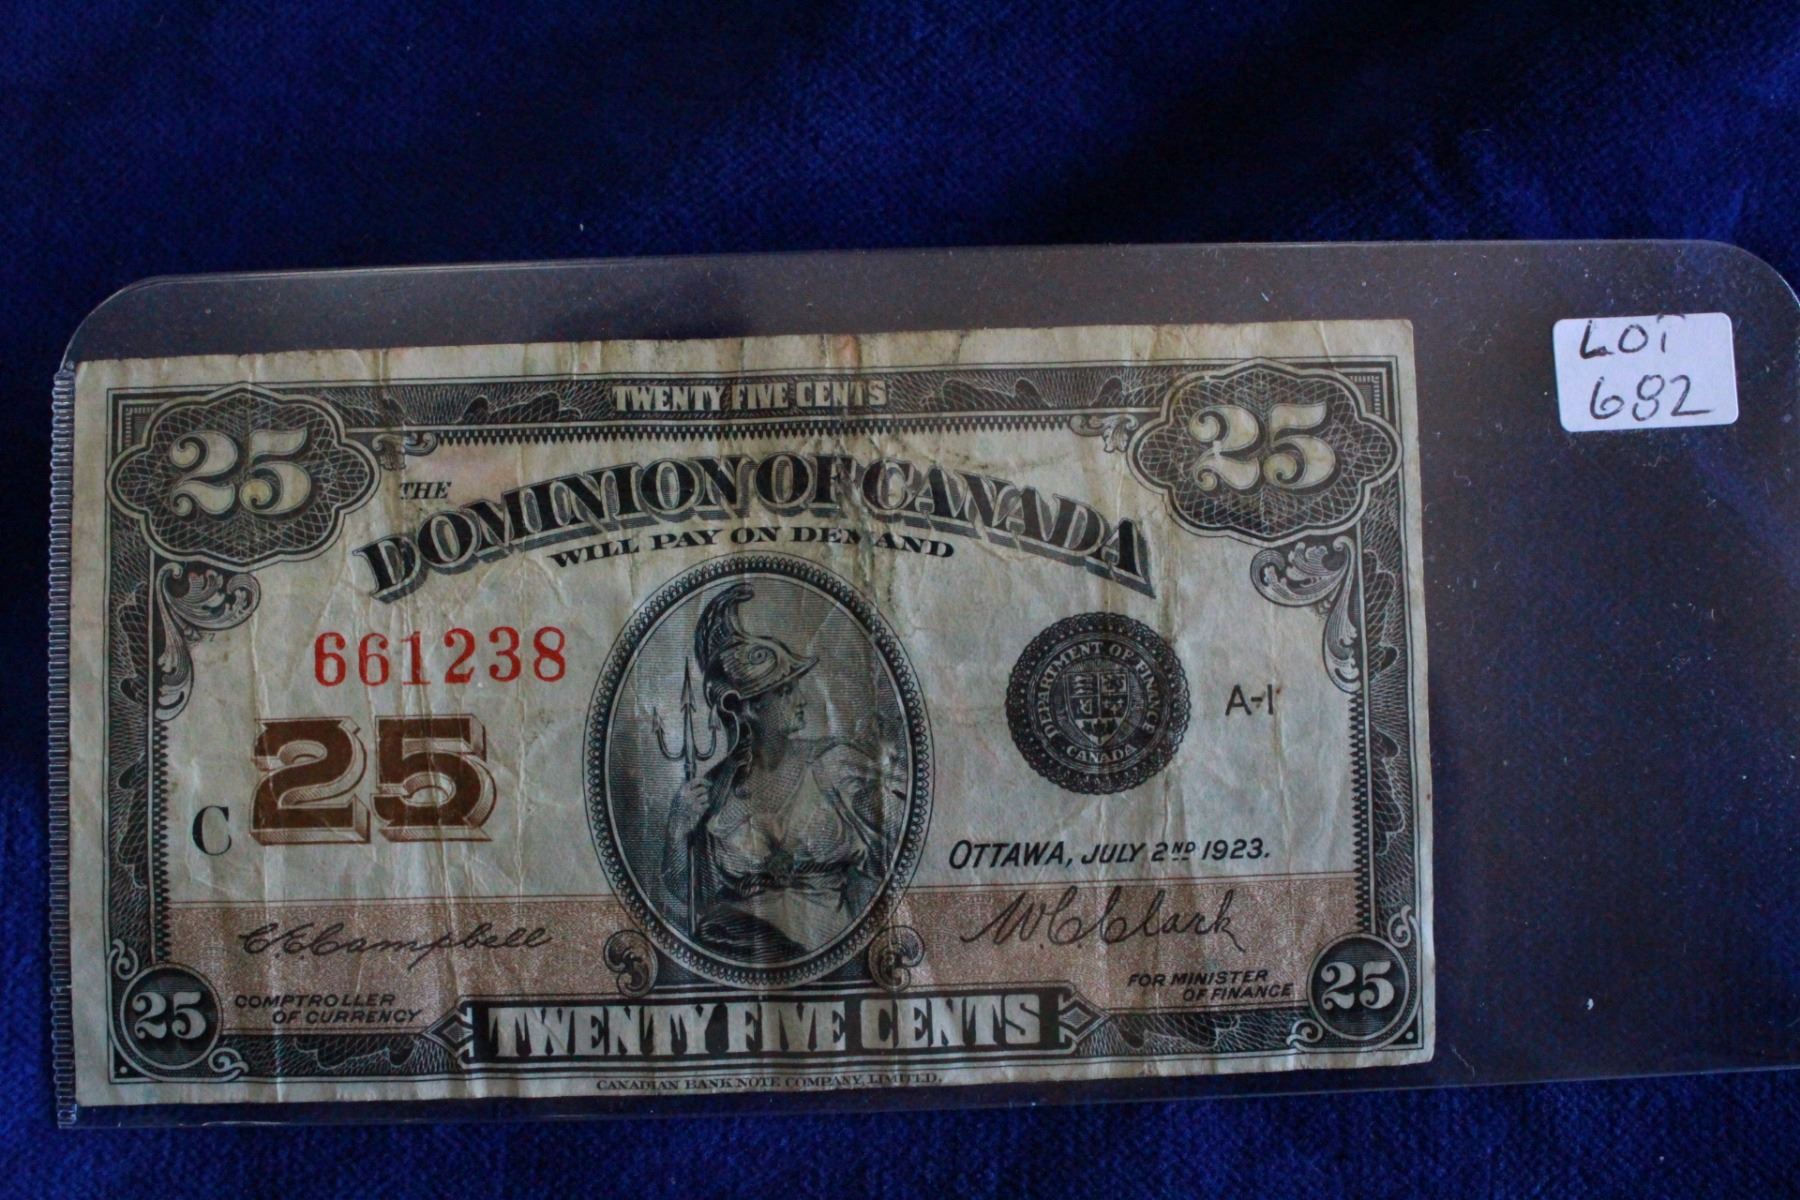 LOT
682
TWENTY FIVE CENTS
25 25
THE
DOMINION OF CANADA
WILL PAY ON DEMAND
661238
DEPARTMENT OF FINANCE
CANADA
A-1
25
C
OTTAWA, JULY 2ND 1923.
C.E. Campbell
W.C. Clark
COMPTROLLER
OF CURRENCY
FOR MINISTER
OF FINANCE
25 25
TWENTY FIVE CENTS
CANADIAN BANK NOTE COMPANY, LIMITED.